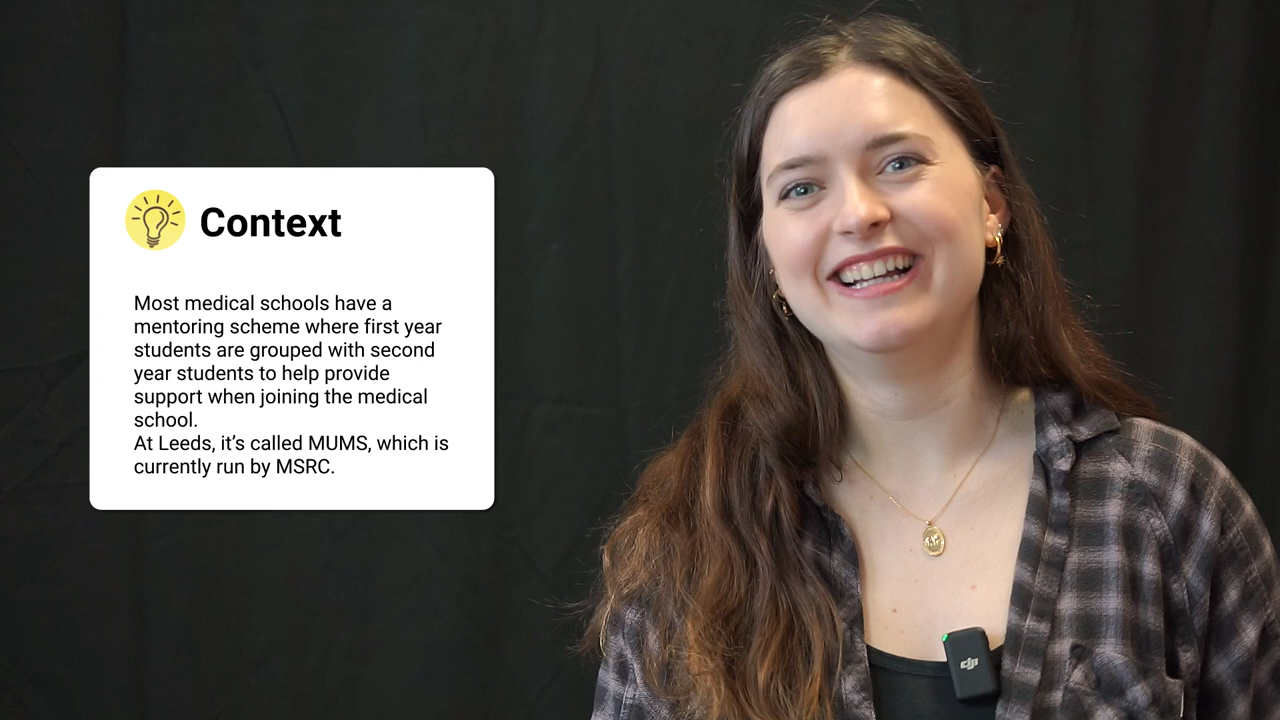 Context
Most medical schools have a
mentoring scheme where first year
students are grouped with second
year students to help provide
support when joining the medical
school.
At Leeds, it’s called MUMS, which is
currently run by MSRC.
dji